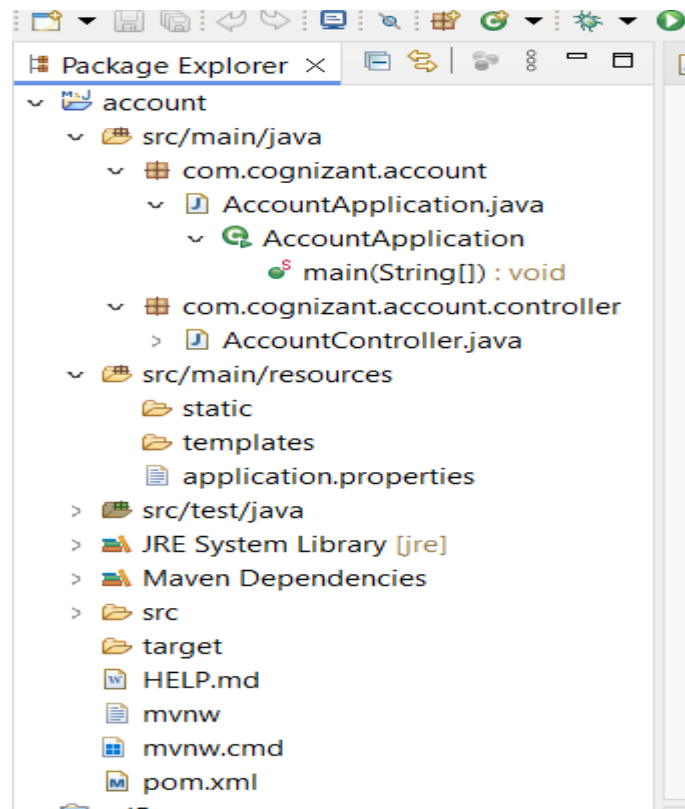 Package Explorer ×
account
src/main/java
com.cognizant.account
AccountApplication.java
AccountApplication
main(String[]) : void
com.cognizant.account.controller
AccountController.java
src/main/resources
static
templates
application.properties
src/test/java
JRE System Library [jre]
Maven Dependencies
src
target
HELP.md
mvnw
mvnw.cmd
pom.xml